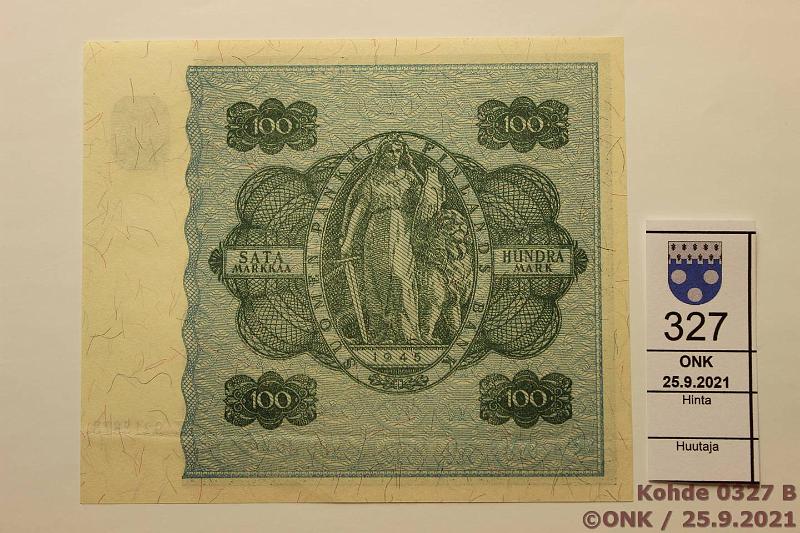 100
100
SUOMEN PANKKI FINLANDS BANK
SATA
MARKKAA
HUNDRA
MARK
1945
100
100
327
ONK
25.9.2021
Hinta
Huutaja
Kohde 0327 B
©ONK / 25.9.2021